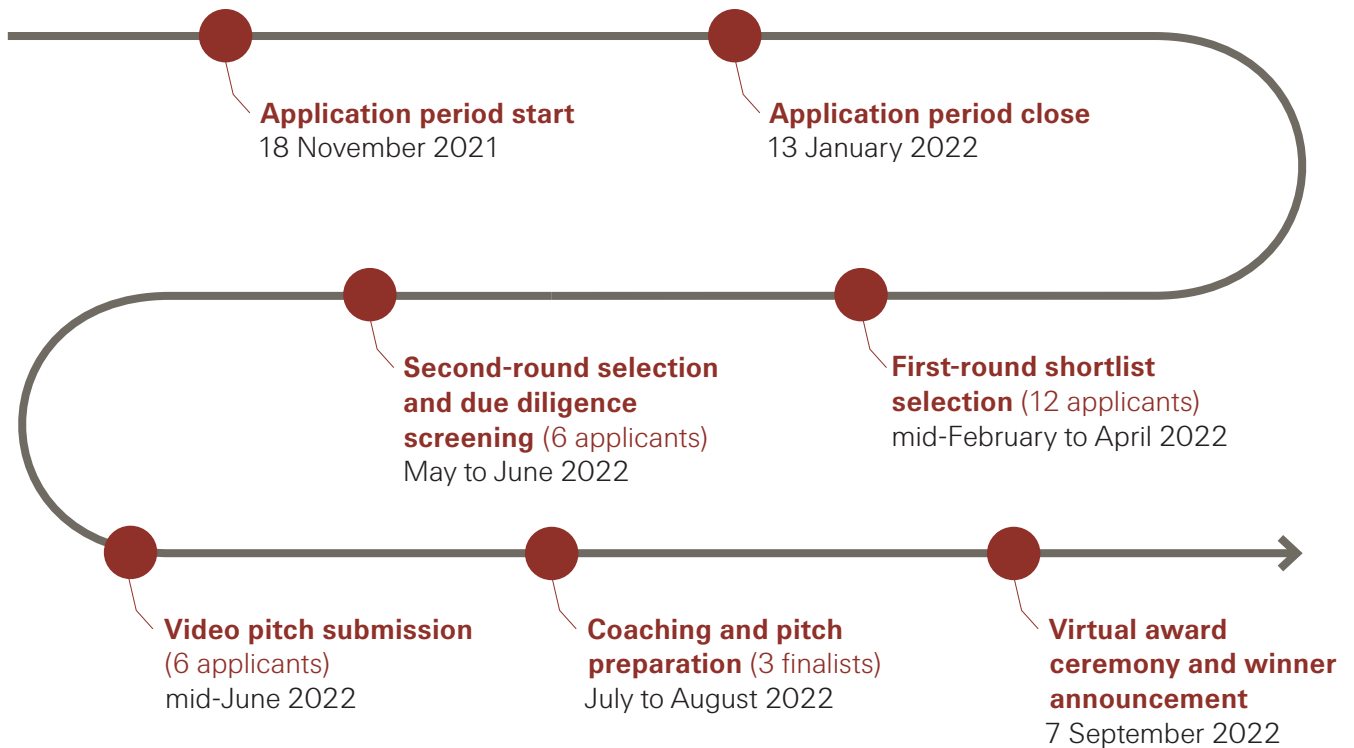 Application period start
18 November 2021
Application period close
13 January 2022
First-round shortlist
selection (12 applicants)
mid-February to April 2022
Second-round selection
and due diligence
screening (6 applicants)
May to June 2022
Video pitch submission
(6 applicants)
mid-June 2022
Coaching and pitch
preparation (3 finalists)
July to August 2022
Virtual award
ceremony and winner
announcement
7 September 2022